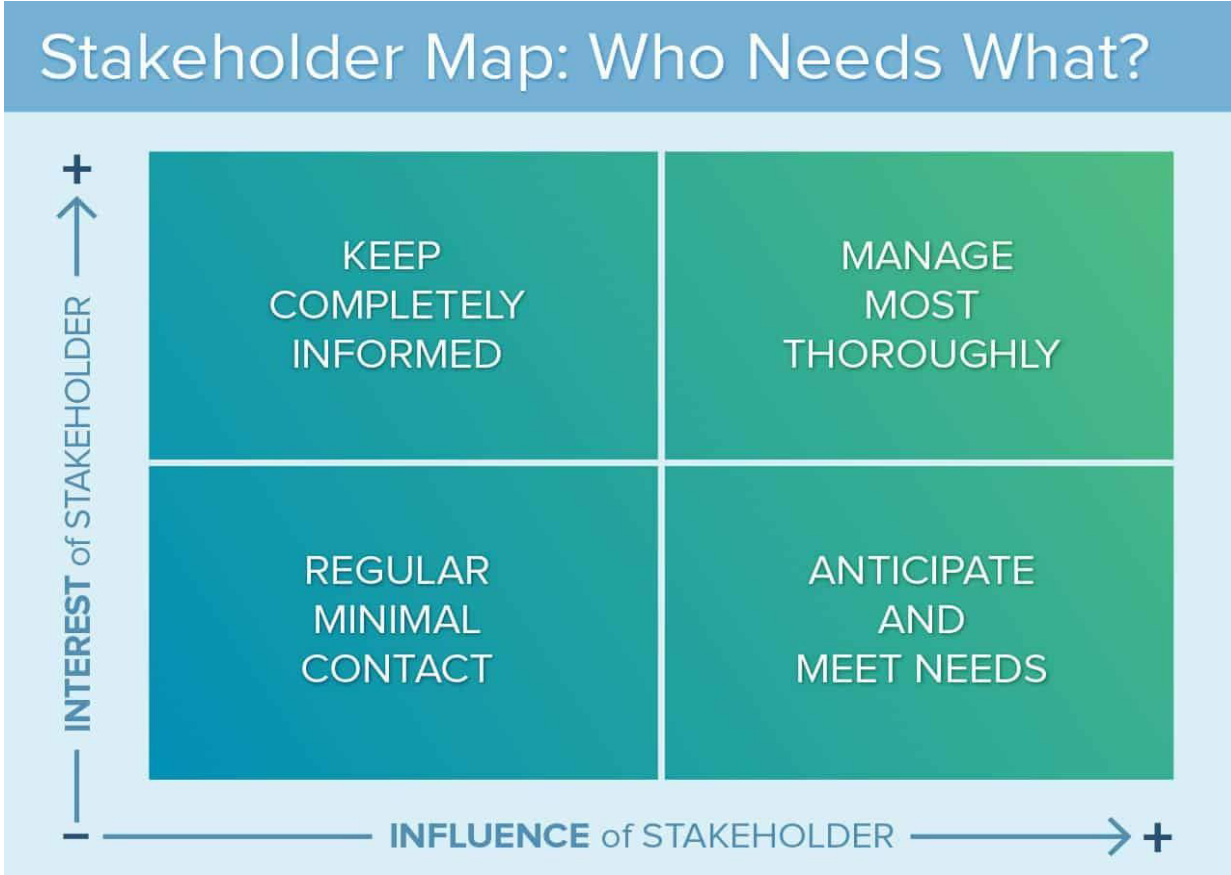 Stakeholder Map: Who Needs What?
+
KEEP
COMPLETELY
INFORMED
MANAGE
MOST
THOROUGHLY
INTEREST of STAKEHOLDER
REGULAR
MINIMAL
CONTACT
ANTICIPATE
AND
MEET NEEDS
–
INFLUENCE of STAKEHOLDER
+